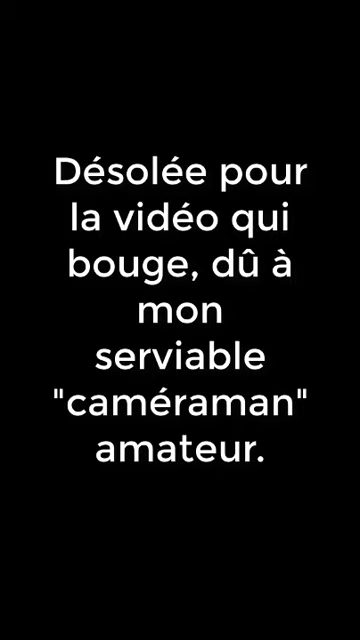 Désolée pour
la vidéo qui
bouge, dû à
mon
serviable
"caméraman"
amateur.